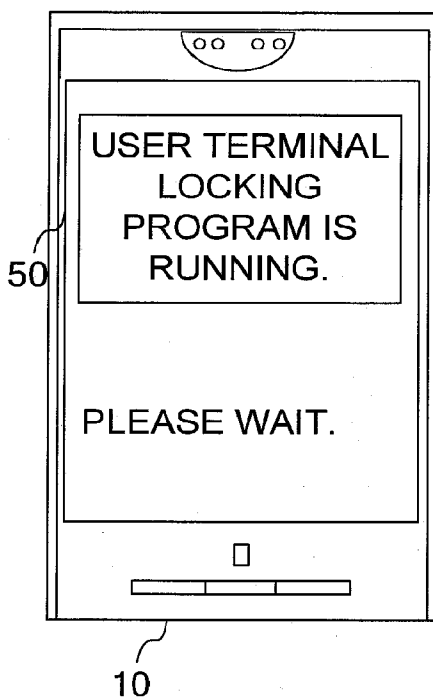 USER TERMINAL
LOCKING
PROGRAM IS
RUNNING.
50
PLEASE WAIT.
10